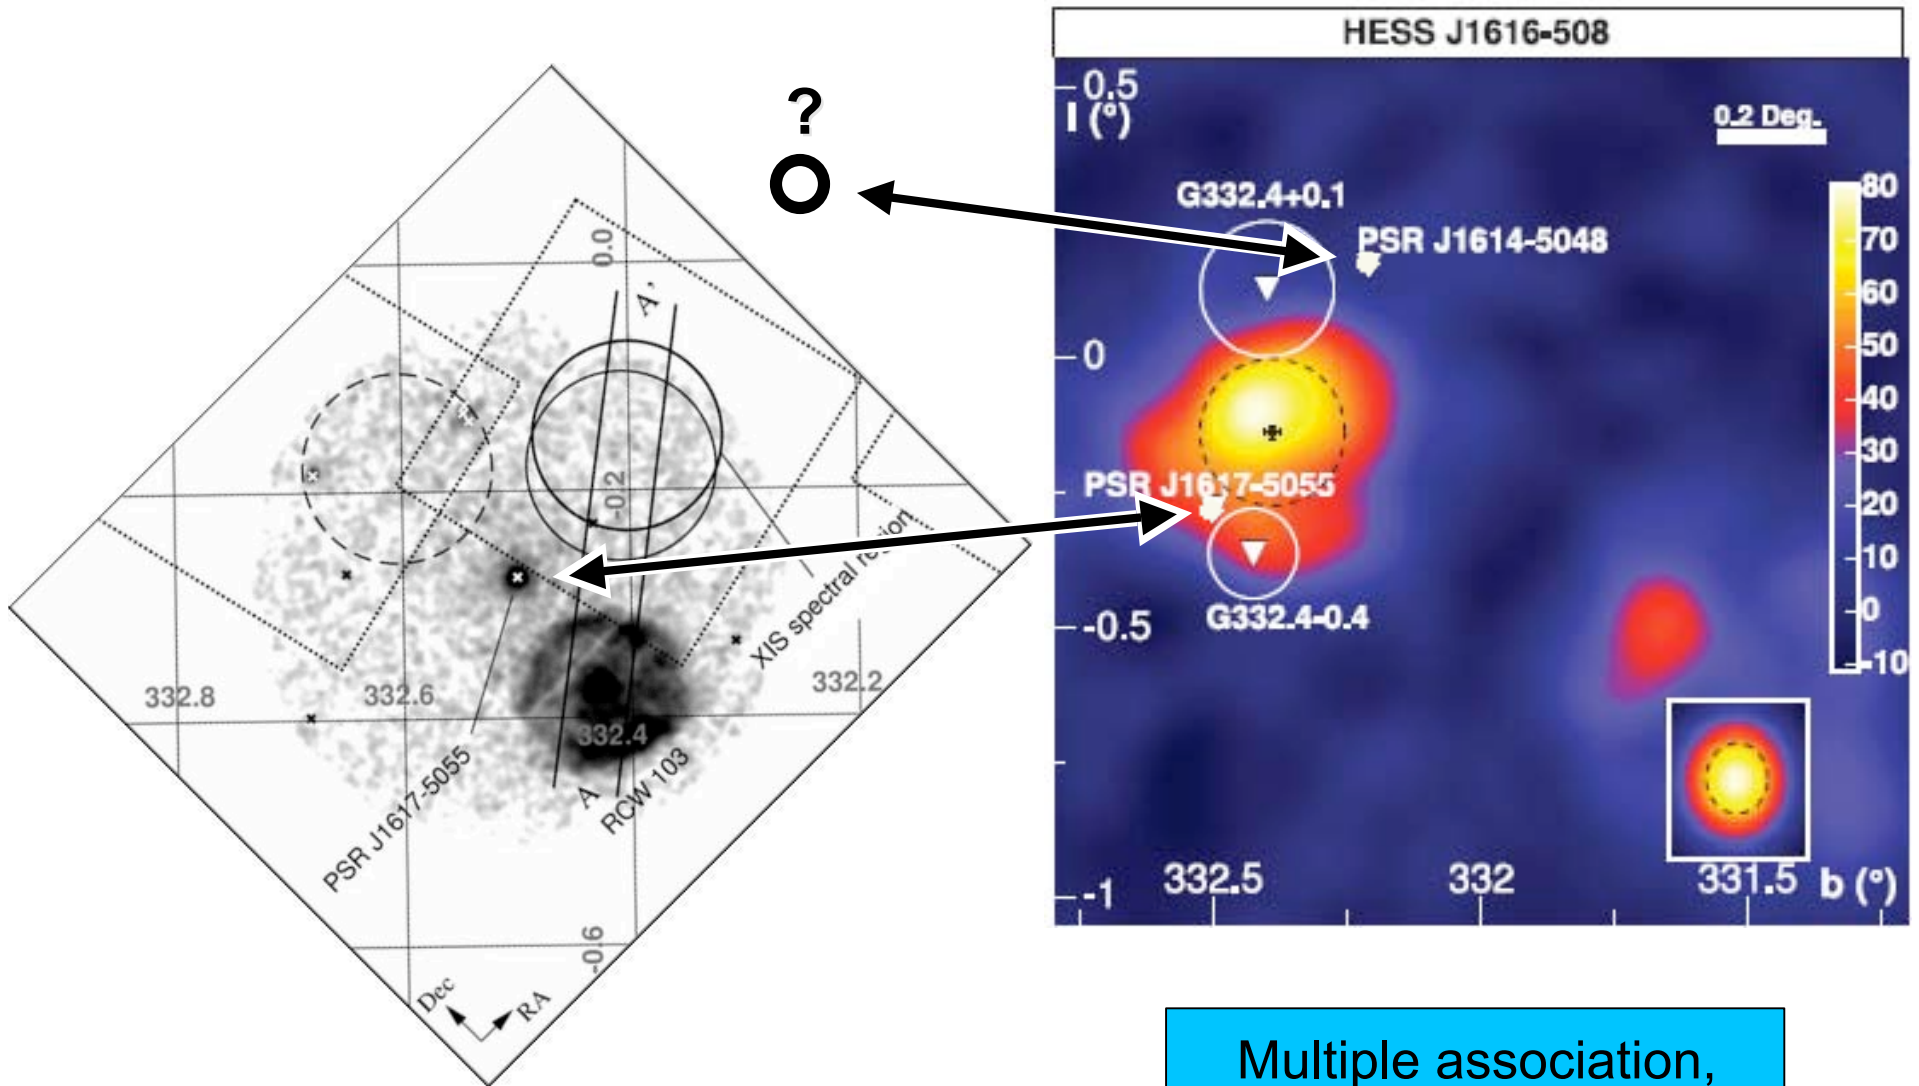 ?
0.0
A'
-0.2
XIS spectral region
332.8
332.6
332.4
332.2
PSR J1617-5055
A
RCW 103
-0.6
Dec
RA
HESS J1616-508
0.5
l (°)
0.2 Deg.
G332.4+0.1
PSR J1614-5048
80
70
60
50
40
30
20
10
0
-10
0
PSR J1617-5055
G332.4-0.4
-0.5
-1
332.5
332
331.5
b (°)
Multiple association,